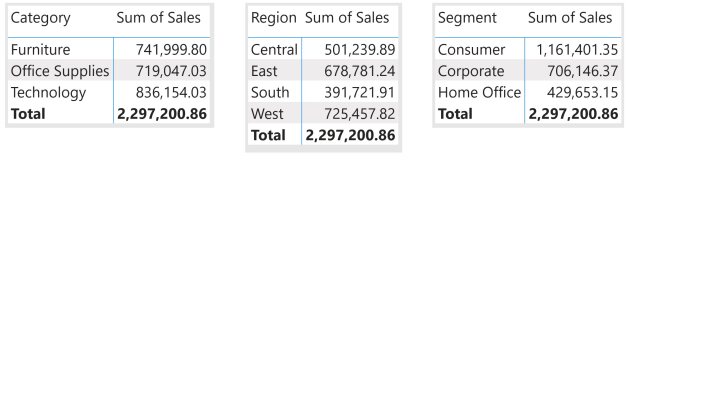 Category Sum of Sales
Furniture 741,999.80
Office Supplies 719,047.03
Technology 836,154.03
Total 2,297,200.86
Region Sum of Sales
Central 501,239.89
East 678,781.24
South 391,721.91
West 725,457.82
Total 2,297,200.86
Segment Sum of Sales
Consumer 1,161,401.35
Corporate 706,146.37
Home Office 429,653.15
Total 2,297,200.86